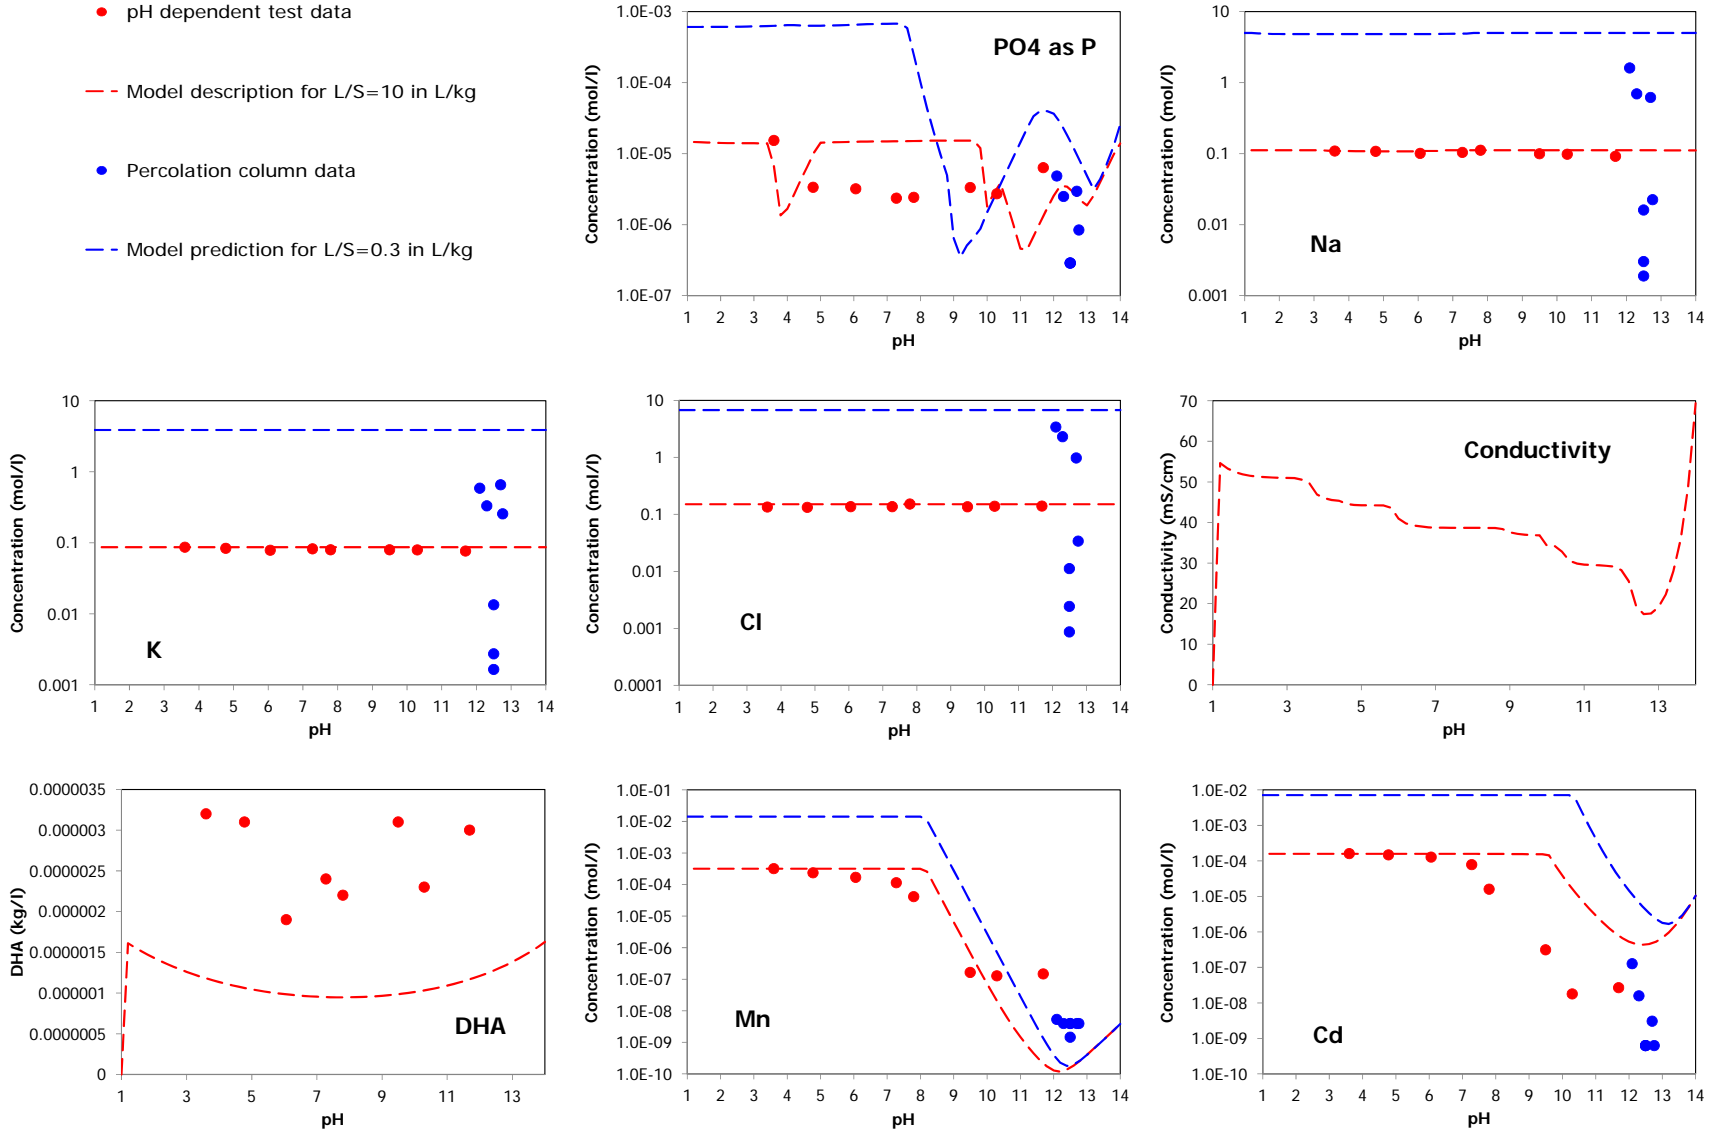 pH dependent test data
Model description for L/S=10 in L/kg
Percolation column data
Model prediction for L/S=0.3 in L/kg
1.0E-03
1.0E-04
1.0E-05
1.0E-06
1.0E-07
Concentration (mol/l)
PO4 as P
1 2 3 4 5 6 7 8 9 10 11 12 13 14
pH
10
1
0.1
0.01
0.001
Concentration (mol/l)
Na
1 2 3 4 5 6 7 8 9 10 11 12 13 14
pH
10
1
0.1
0.01
0.001
Concentration (mol/l)
K
1 2 3 4 5 6 7 8 9 10 11 12 13 14
pH
10
1
0.1
0.01
0.001
0.0001
Concentration (mol/l)
Cl
1 2 3 4 5 6 7 8 9 10 11 12 13 14
pH
70
60
50
40
30
20
10
0
Conductivity (mS/cm)
Conductivity
1 3 5 7 9 11 13
pH
0.0000035
0.000003
0.0000025
0.000002
0.0000015
0.000001
0.0000005
0
DHA (kg/l)
DHA
1 3 5 7 9 11 13
pH
1.0E-01
1.0E-02
1.0E-03
1.0E-04
1.0E-05
1.0E-06
1.0E-07
1.0E-08
1.0E-09
1.0E-10
Concentration (mol/l)
Mn
1 2 3 4 5 6 7 8 9 10 11 12 13 14
pH
1.0E-02
1.0E-03
1.0E-04
1.0E-05
1.0E-06
1.0E-07
1.0E-08
1.0E-09
1.0E-10
Concentration (mol/l)
Cd
1 2 3 4 5 6 7 8 9 10 11 12 13 14
pH